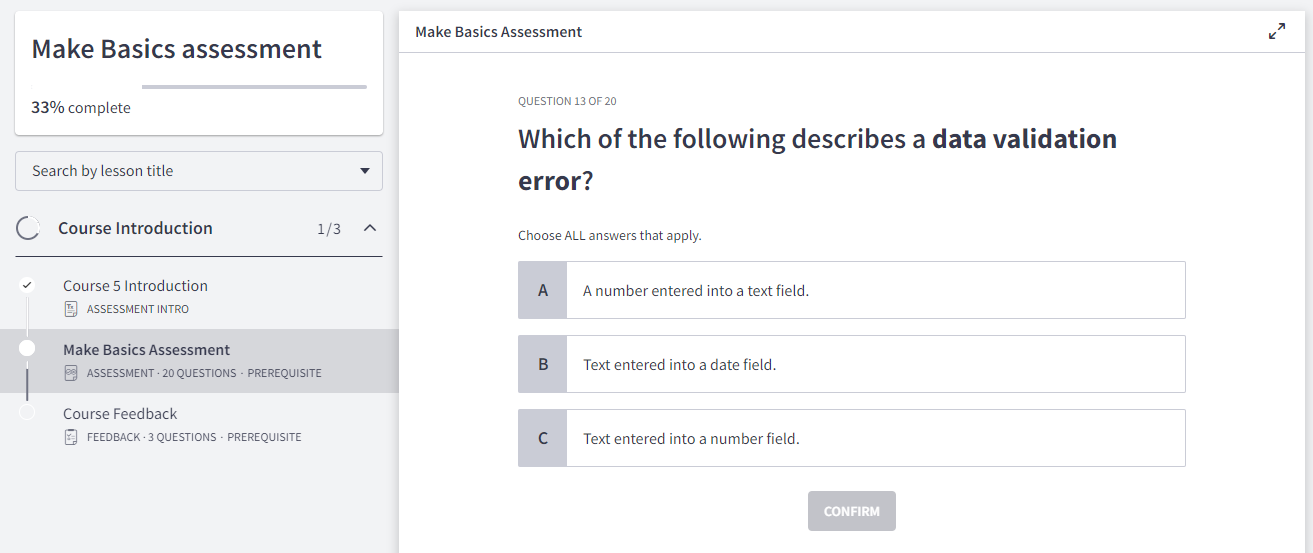 Make Basics assessment
33% complete
Search by lesson title
Course Introduction 1/3
Course 5 Introduction
ASSESSMENT INTRO
Make Basics Assessment
ASSESSMENT · 20 QUESTIONS · PREREQUISITE
Course Feedback
FEEDBACK · 3 QUESTIONS · PREREQUISITE
Make Basics Assessment
QUESTION 13 OF 20
Which of the following describes a data validation
error?
Choose ALL answers that apply.
A A number entered into a text field.
B Text entered into a date field.
C Text entered into a number field.
CONFIRM